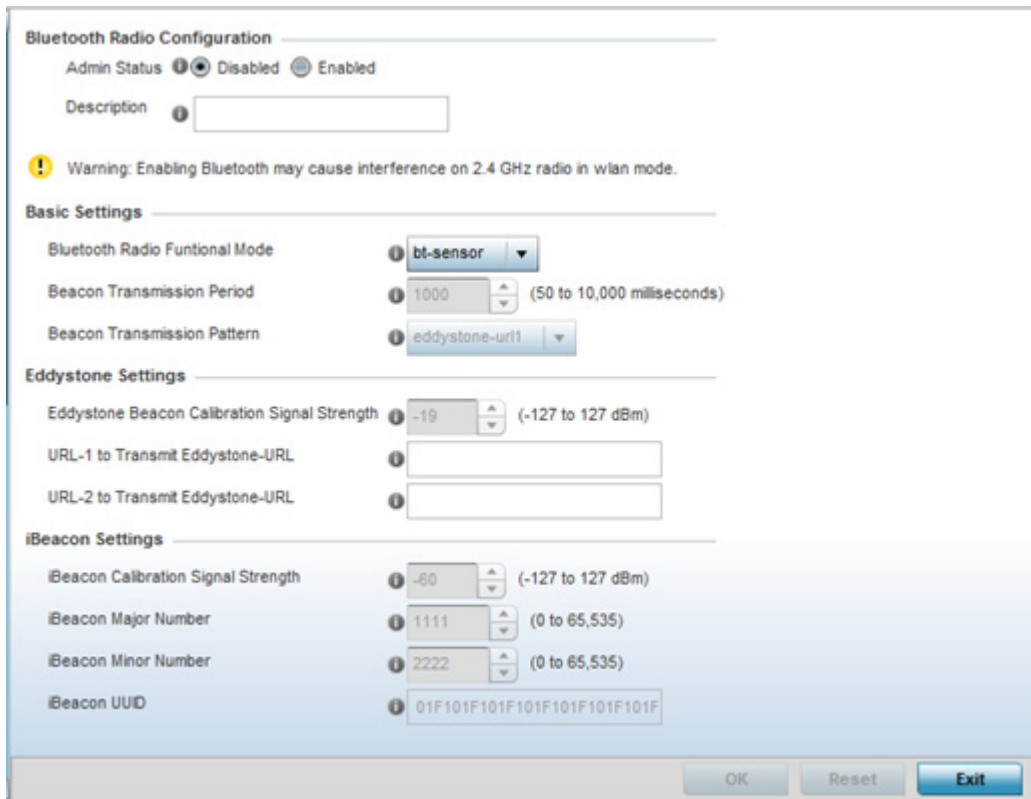 Bluetooth Radio Configuration
Admin Status Disabled Enabled
Description
Warning: Enabling Bluetooth may cause interference on 2.4 GHz radio in wlan mode.
Basic Settings
Bluetooth Radio Funtional Mode bt-sensor
Beacon Transmission Period 1000 (50 to 10,000 milliseconds)
Beacon Transmission Pattern eddystone-url1
Eddystone Settings
Eddystone Beacon Calibration Signal Strength -19 (-127 to 127 dBm)
URL-1 to Transmit Eddystone-URL
URL-2 to Transmit Eddystone-URL
iBeacon Settings
iBeacon Calibration Signal Strength -60 (-127 to 127 dBm)
iBeacon Major Number 1111 (0 to 65,535)
iBeacon Minor Number 2222 (0 to 65,535)
iBeacon UUID 01F101F101F101F101F101F101F
OK Reset Exit